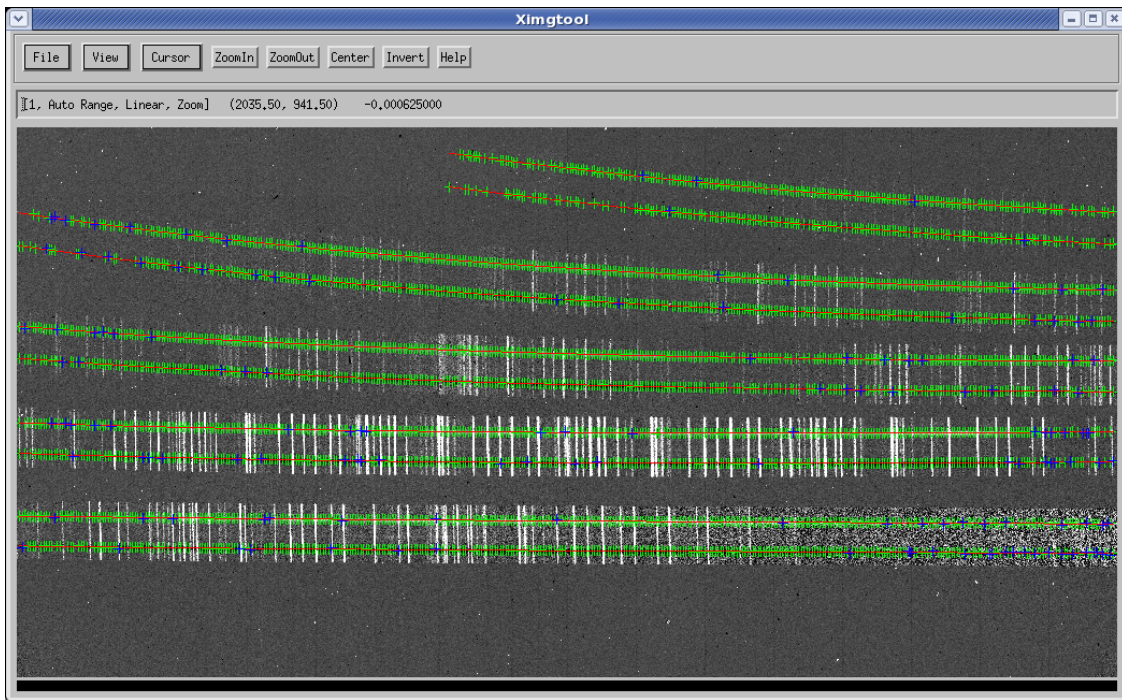 Ximgtool
File View Cursor ZoomIn ZoomOut Center Invert Help
[1, Auto Range, Linear, Zoom] (2035.50, 941.50) -0.000625000